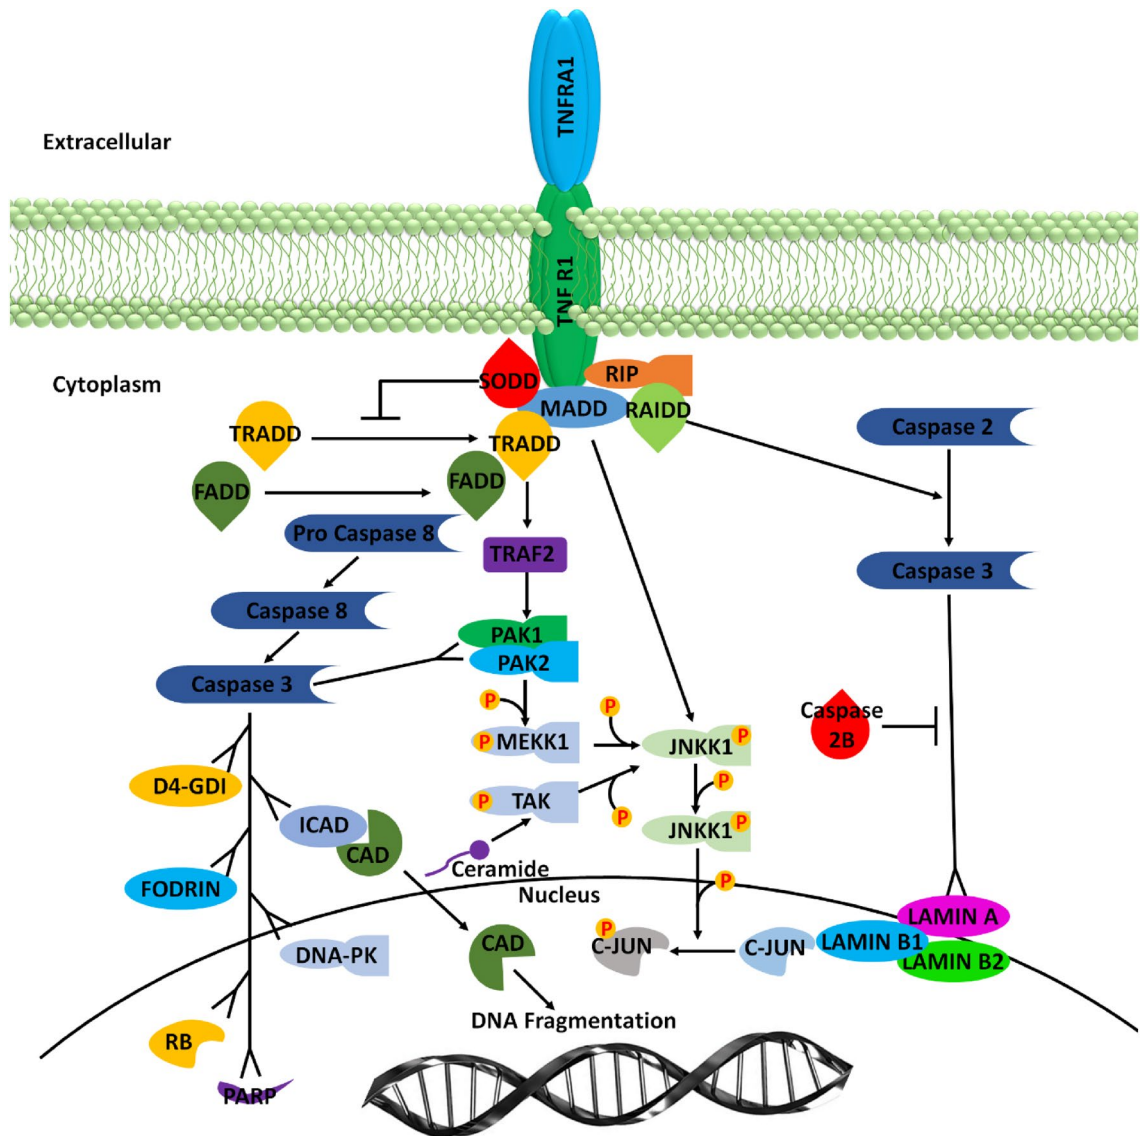 TNFRA1
Extracellular
TNF R1
Cytoplasm
SODD
RIP
MADD
RAIDD
TRADD
TRADD
Caspase 2
FADD
FADD
Pro Caspase 8
TRAF2
Caspase 3
Caspase 8
PAK1
PAK2
Caspase 3
P
P
Caspase
2B
P
MEKK1
JNKK1
P
D4-GDI
P
P
TAK
P
ICAD
CAD
JNKK1
P
Ceramide
FODRIN
Nucleus
P
LAMIN A
P
C-JUN
C-JUN
LAMIN B1
LAMIN B2
CAD
DNA-PK
DNA Fragmentation
RB
PARP